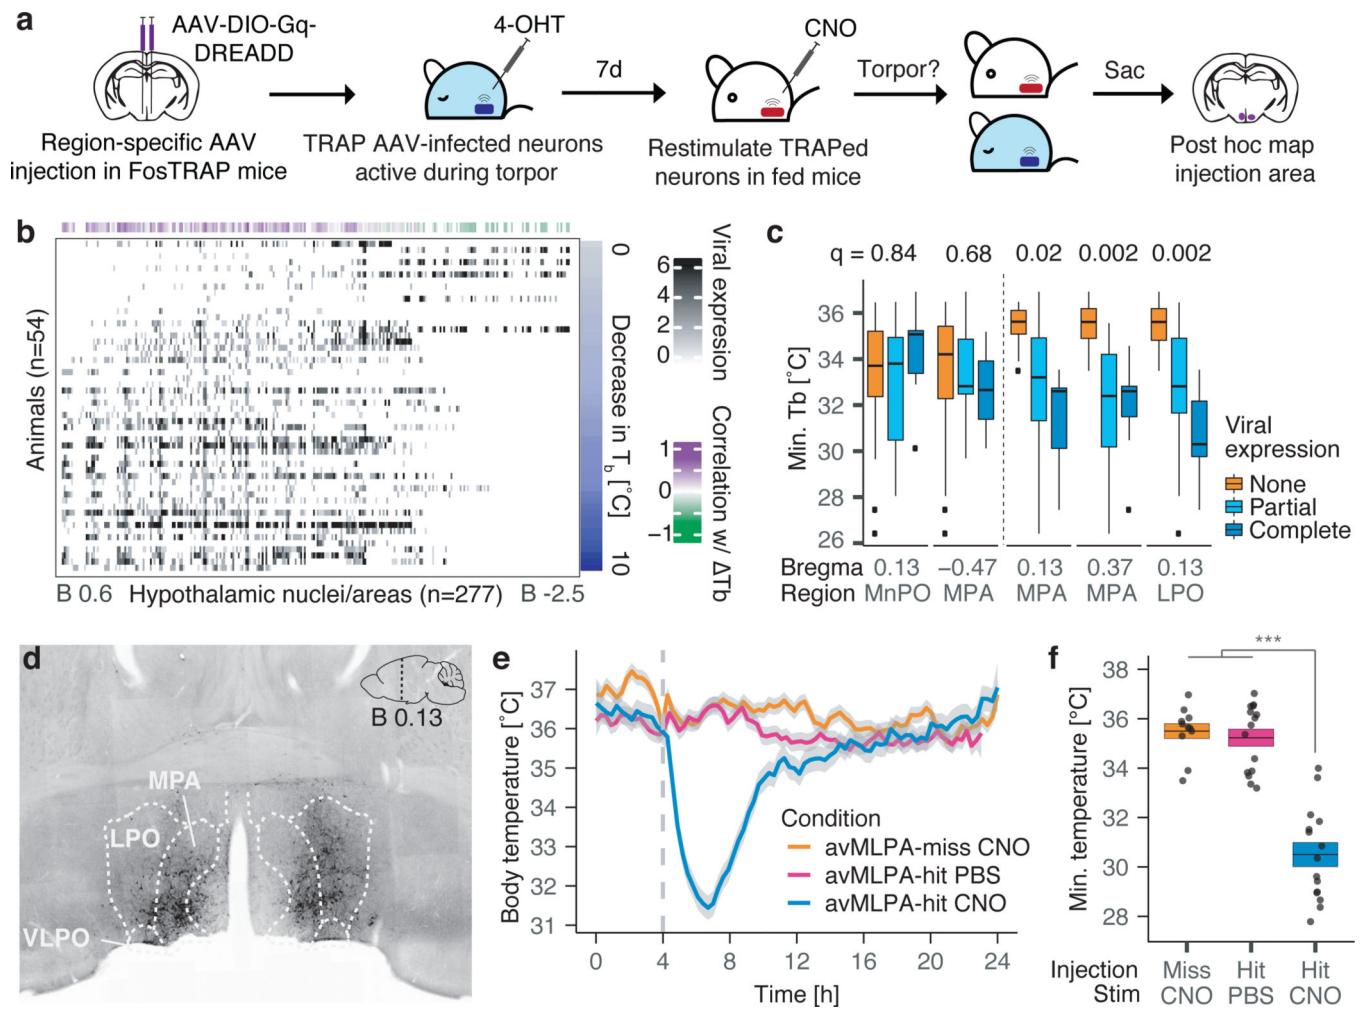 a
AAV-DIO-Gq-
DREADD
4-OHT
CNO
7d
Torpor?
Sac
Region-specific AAV
injection in FosTRAP mice
TRAP AAV-infected neurons
active during torpor
Restimulate TRAPed
neurons in fed mice
Post hoc map
injection area
b
Animals (n=54)
B 0.6 Hypothalamic nuclei/areas (n=277) B -2.5
0
Decrease in Tb [°C]
10
Viral expression
6
4
2
0
Correlation w/ ΔTb
1
0
−1
c
q = 0.84 0.68 0.02 0.002 0.002
Min. Tb [°C]
36
34
32
30
28
26
Bregma 0.13 −0.47 0.13 0.37 0.13
Region MnPO MPA MPA MPA LPO
Viral
expression
None
Partial
Complete
d
B 0.13
MPA
LPO
VLPO
e
Body temperature [°C]
37
36
35
34
33
32
31
0 4 8 12 16 20 24
Time [h]
Condition
avMLPA-miss CNO
avMLPA-hit PBS
avMLPA-hit CNO
f
***
Min. temperature [°C]
38
36
34
32
30
28
Injection Miss Hit Hit
Stim CNO PBS CNO